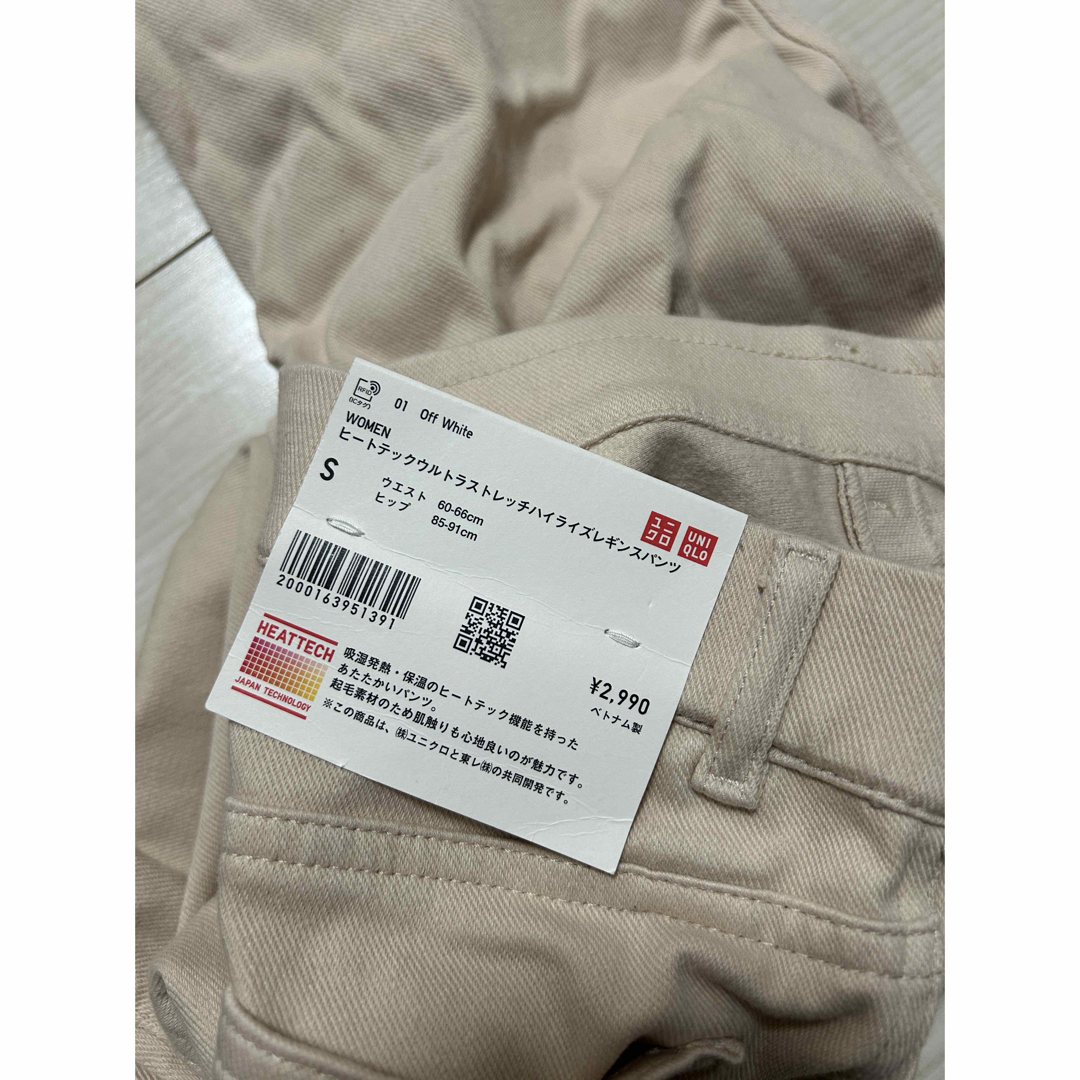 RFID
(ICタグ)
01 Off White
WOMEN
ヒートテックウルトラストレッチハイライズレギンスパンツ
S
ウエスト 60-66cm
ヒップ 85-91cm
ユニ
クロ
UNI
QLO
2000163951391
HEATTECH
JAPAN TECHNOLOGY
吸湿発熱・保温のヒートテック機能を持った
あたたかいパンツ。
起毛素材のため肌触りも心地良いのが魅力です。
※この商品は、㈱ユニクロと東レ㈱の共同開発です。
¥2,990
ベトナム製